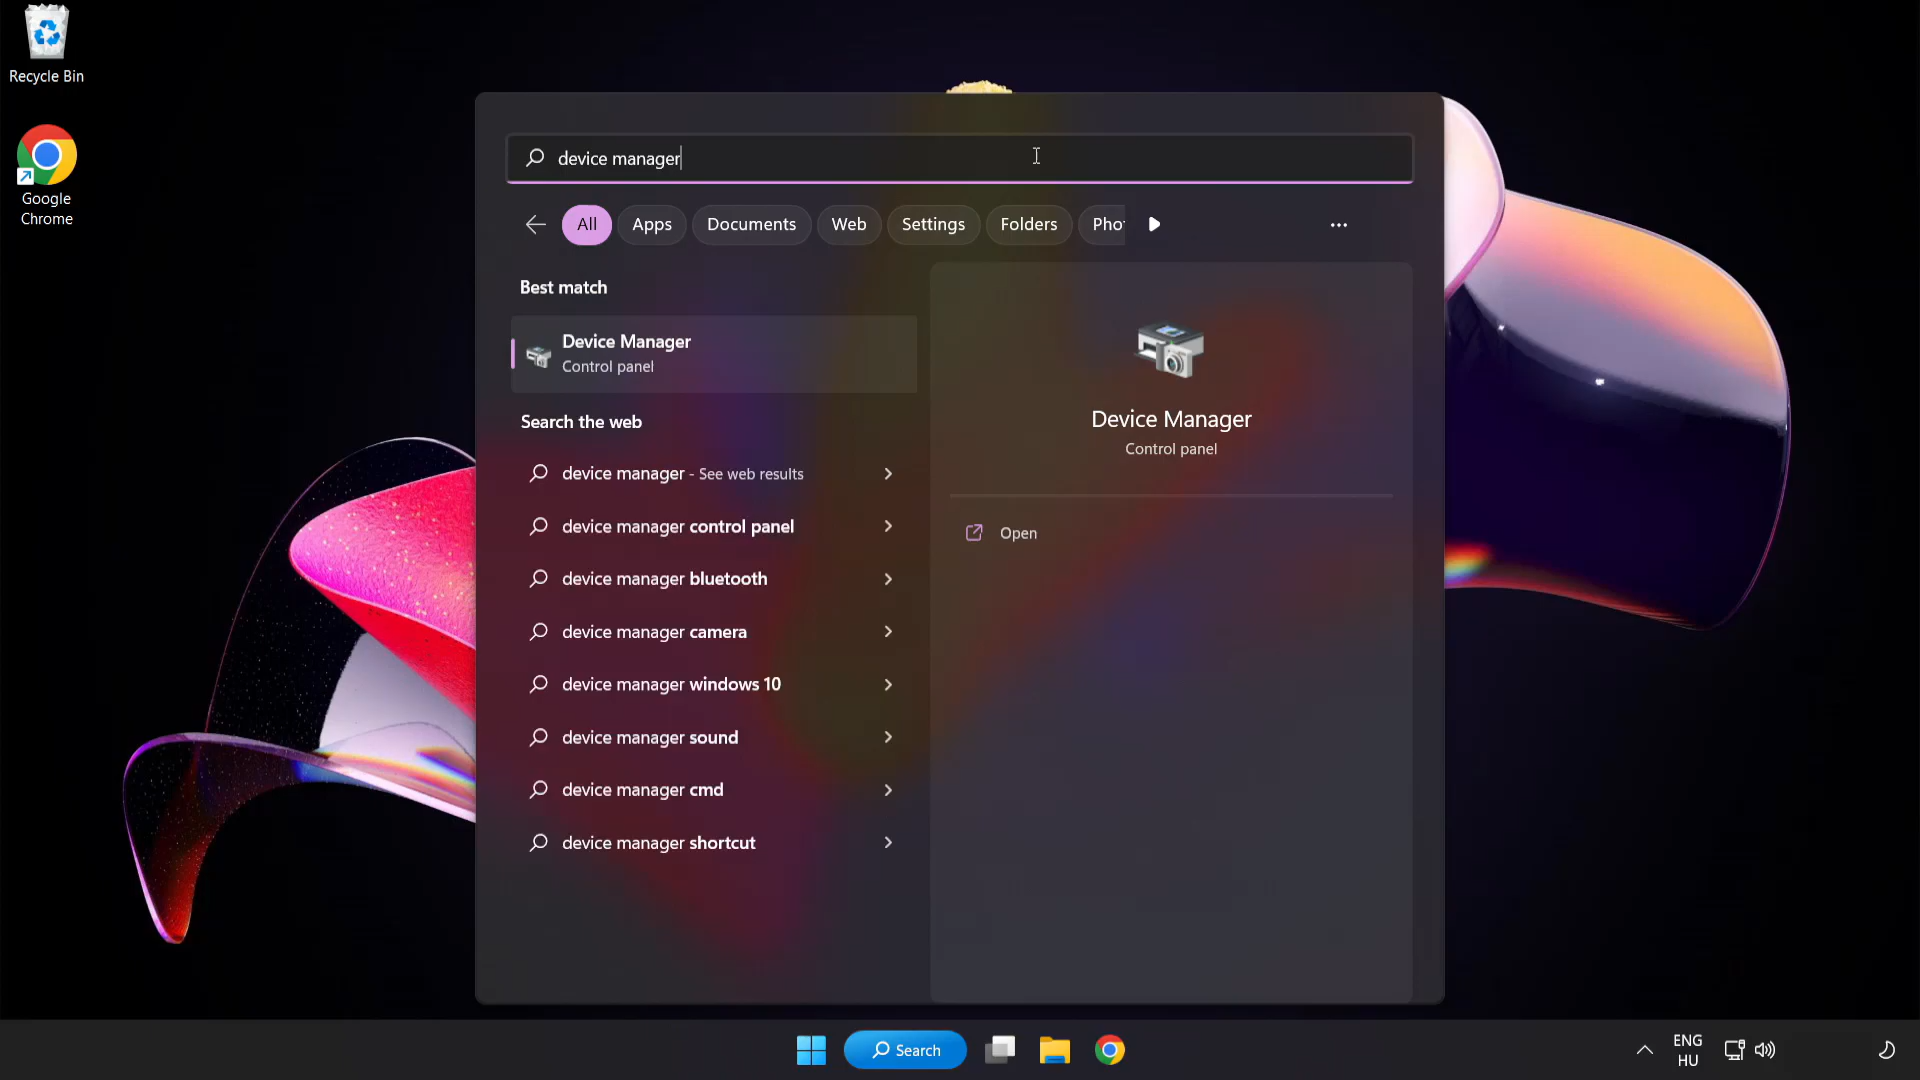 Recycle Bin
Google
Chrome
device manager
All
Apps
Documents
Web
Settings
Folders
Best match
Device Manager
Control panel
Search the web
device manager - See web results
device manager control panel
device manager bluetooth
device manager camera
device manager windows 10
device manager sound
device manager cmd
device manager shortcut
Device Manager
Control panel
Open
Search
ENG
HU